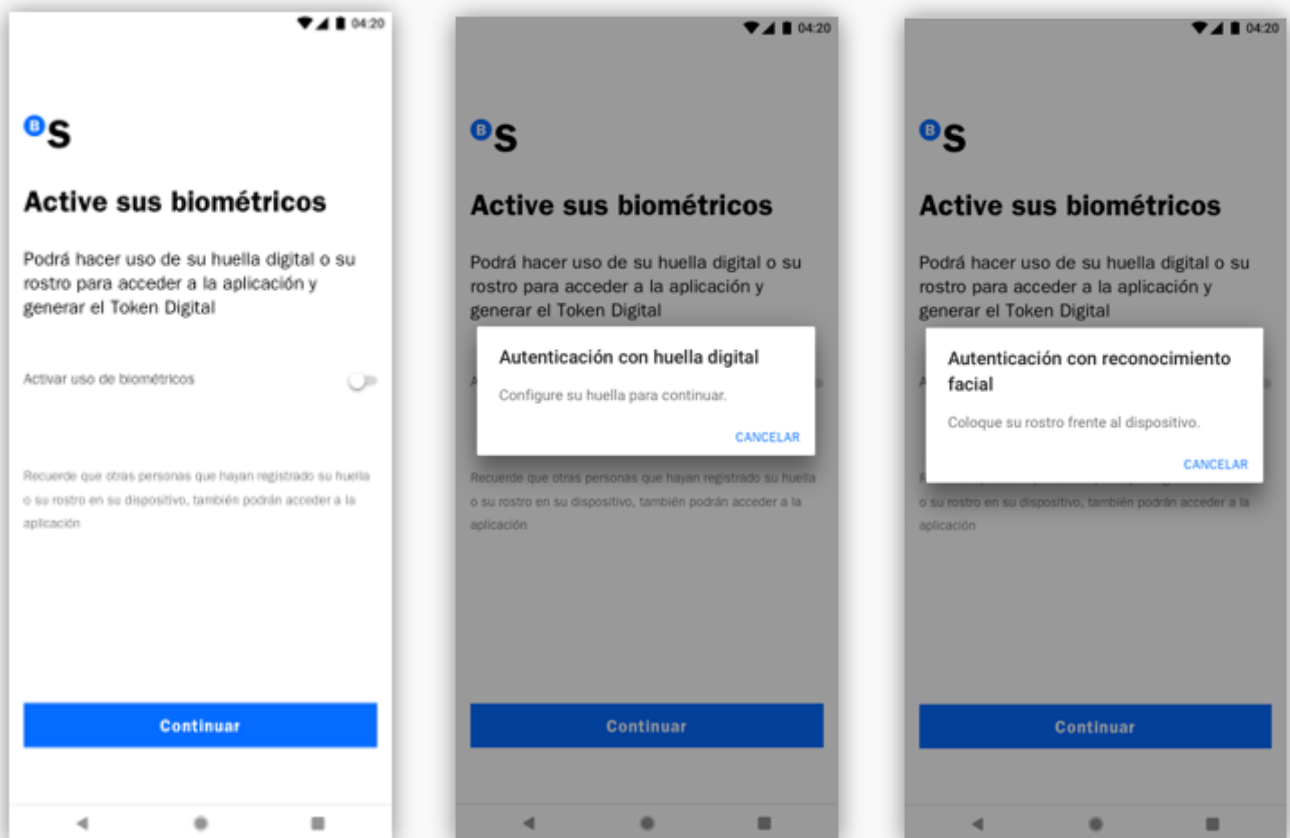 04:20
BS
Active sus biométricos
Podrá hacer uso de su huella digital o su
rostro para acceder a la aplicación y
generar el Token Digital
Activar uso de biométricos
Recuerde que otras personas que hayan registrado su huella
o su rostro en su dispositivo, también podrán acceder a la
aplicación
Continuar
04:20
BS
Active sus biométricos
Podrá hacer uso de su huella digital o su
rostro para acceder a la aplicación y
generar el Token Digital
Autenticación con huella digital
Configure su huella para continuar.
CANCELAR
Recuerde que otras personas que hayan registrado su huella
o su rostro en su dispositivo, también podrán acceder a la
aplicación
Continuar
04:20
BS
Active sus biométricos
Podrá hacer uso de su huella digital o su
rostro para acceder a la aplicación y
generar el Token Digital
Autenticación con reconocimiento
facial
Coloque su rostro frente al dispositivo.
CANCELAR
o su rostro en su dispositivo, también podrán acceder a la
aplicación
Continuar